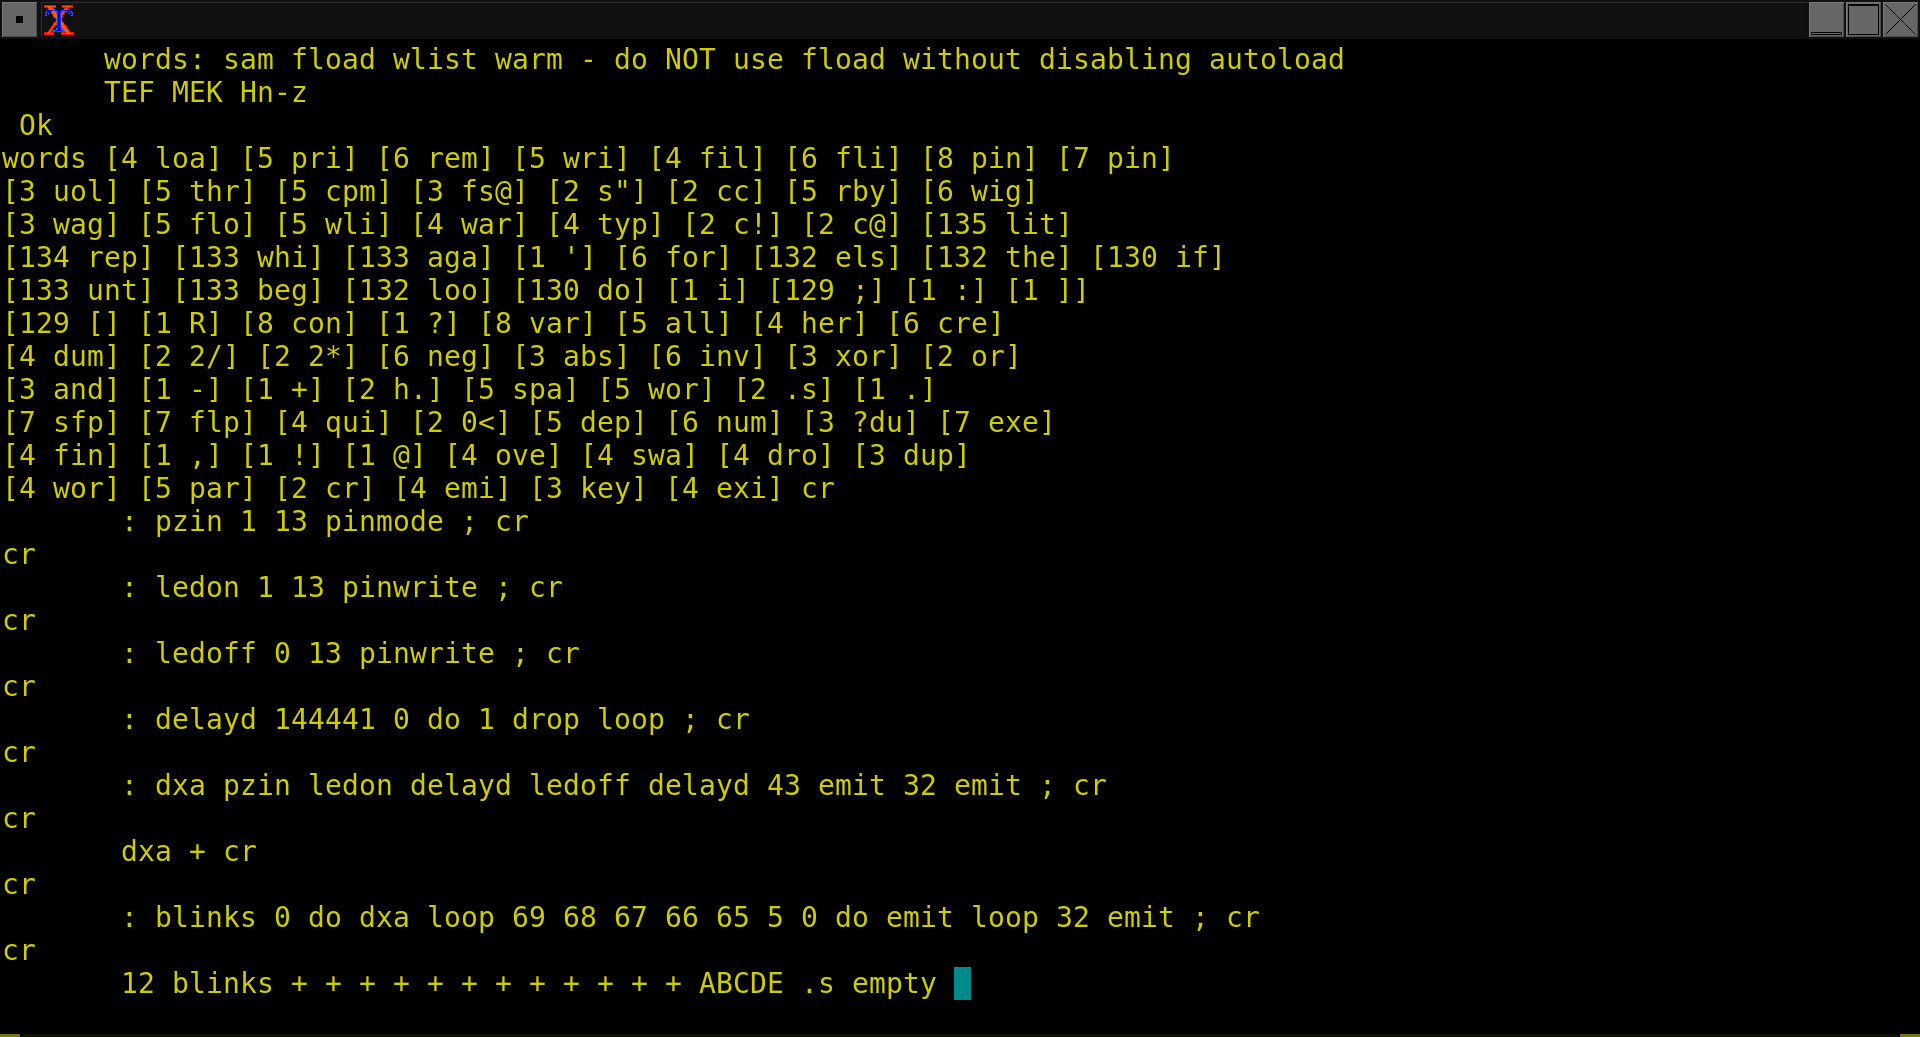 words: sam fload wlist warm - do NOT use fload without disabling autoload
TEF MEK Hn-z
Ok
words [4 loa] [5 pri] [6 rem] [5 wri] [4 fil] [6 fli] [8 pin] [7 pin]
[3 uol] [5 thr] [5 cpm] [3 fs@] [2 s"] [2 cc] [5 rby] [6 wig]
[3 wag] [5 flo] [5 wli] [4 war] [4 typ] [2 c!] [2 c@] [135 lit]
[134 rep] [133 whi] [133 aga] [1 '] [6 for] [132 els] [132 the] [130 if]
[133 unt] [133 beg] [132 loo] [130 do] [1 i] [129 ;] [1 :] [1 ]]
[129 [] [1 R] [8 con] [1 ?] [8 var] [5 all] [4 her] [6 cre]
[4 dum] [2 2/] [2 2*] [6 neg] [3 abs] [6 inv] [3 xor] [2 or]
[3 and] [1 -] [1 +] [2 h.] [5 spa] [5 wor] [2 .s] [1 .]
[7 sfp] [7 flp] [4 qui] [2 0<] [5 dep] [6 num] [3 ?du] [7 exe]
[4 fin] [1 ,] [1 !] [1 @] [4 ove] [4 swa] [4 dro] [3 dup]
[4 wor] [5 par] [2 cr] [4 emi] [3 key] [4 exi] cr
: pzin 1 13 pinmode ; cr
cr
: ledon 1 13 pinwrite ; cr
cr
: ledoff 0 13 pinwrite ; cr
cr
: delayd 144441 0 do 1 drop loop ; cr
cr
: dxa pzin ledon delayd ledoff delayd 43 emit 32 emit ; cr
cr
dxa + cr
cr
: blinks 0 do dxa loop 69 68 67 66 65 5 0 do emit loop 32 emit ; cr
cr
12 blinks + + + + + + + + + + + + ABCDE .s empty